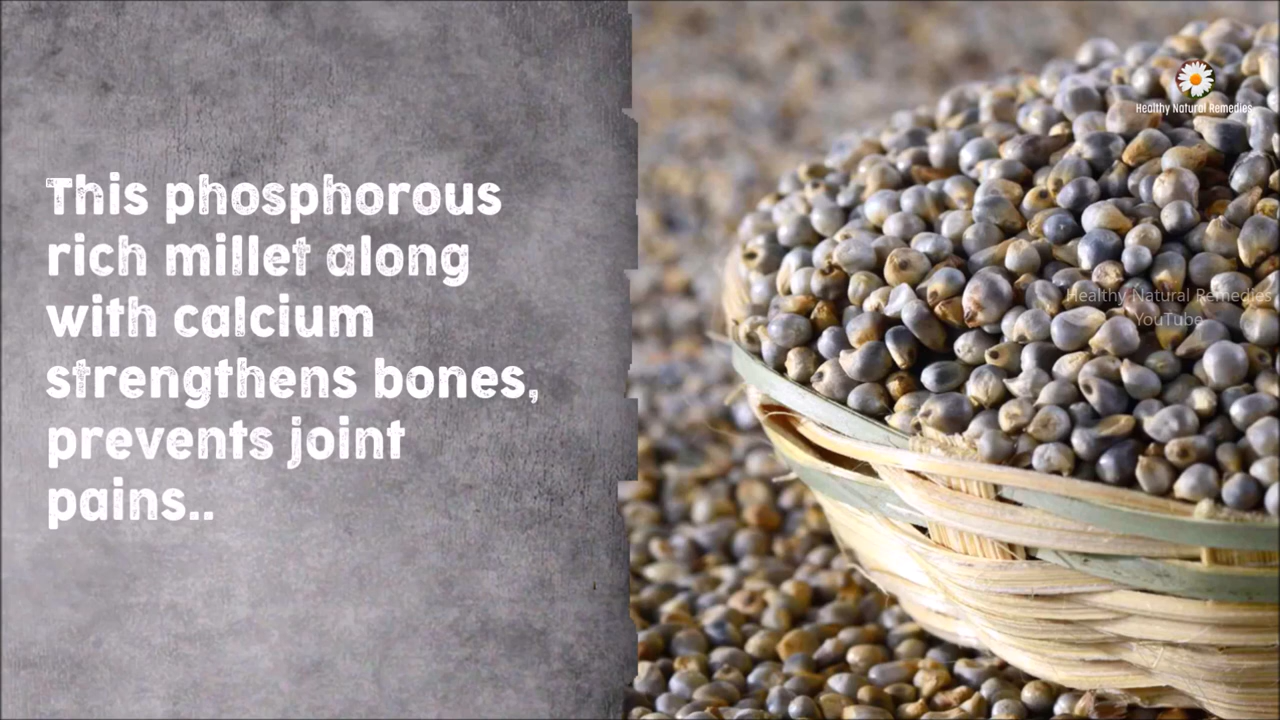 This phosphorous
rich millet along
with calcium
strengthens bones,
prevents joint
pains..
Healthy Natural Remedies
Healthy Natural Remedies
YouTube